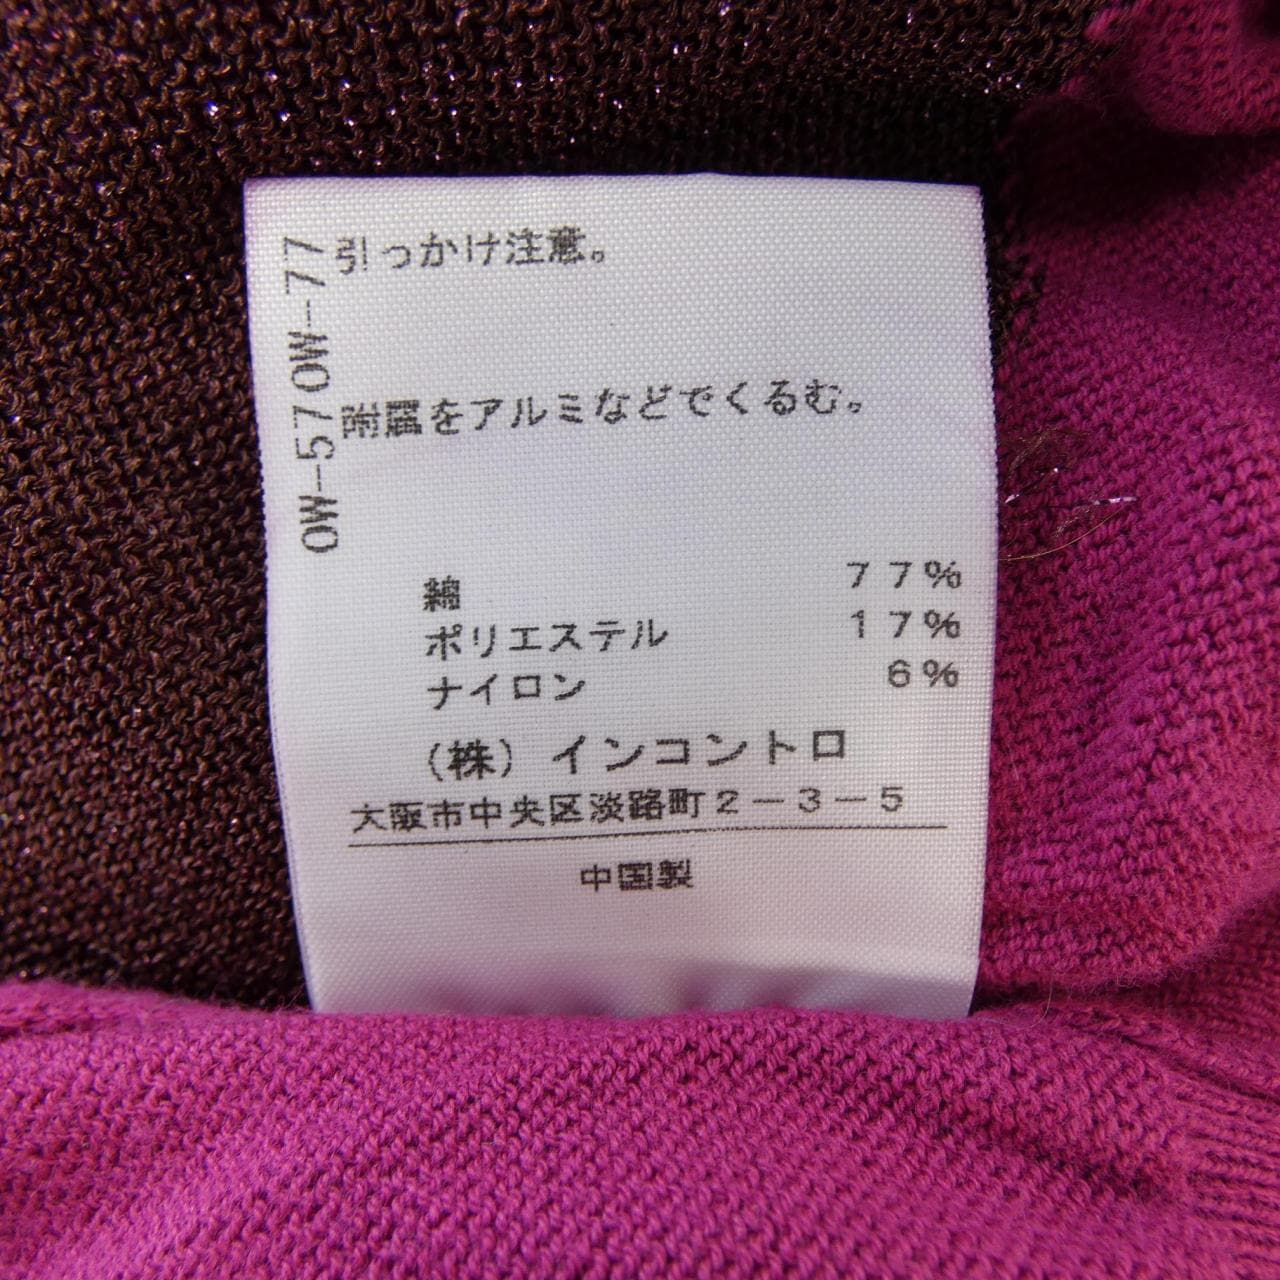 OW-570W-77
引っかけ注意。
附属をアルミなどでくるむ。
綿 77%
ポリエステル 17%
ナイロン 6%
(株) インコントロ
大阪市中央区淡路町2-3-5
中国製